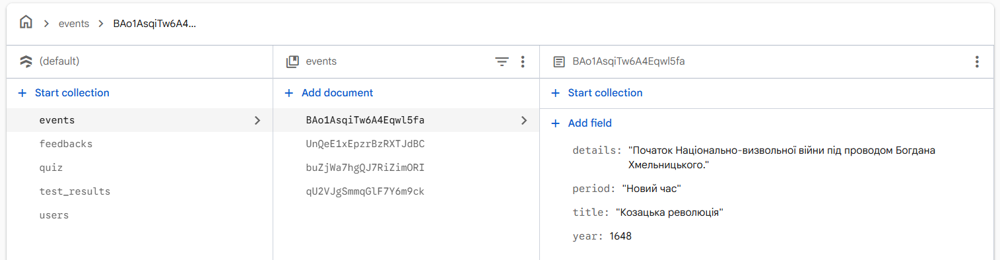 events
BAo1AsqiTw6A4...
(default)
events
BAo1AsqiTw6A4Eqwl5fa
+ Start collection
+ Add document
+ Start collection
events
feedbacks
quiz
test_results
users
BAo1AsqiTw6A4Eqwl5fa
UnQeE1xEpzrBzRXTJdBC
buZjWa7hgQJ7RiZimORI
qU2VJgSmmqGlF7Y6m9ck
+ Add field
details: "Початок Національно-визвольної війни під проводом Богдана
Хмельницького."
period: "Новий час"
title: "Козацька революція"
year: 1648